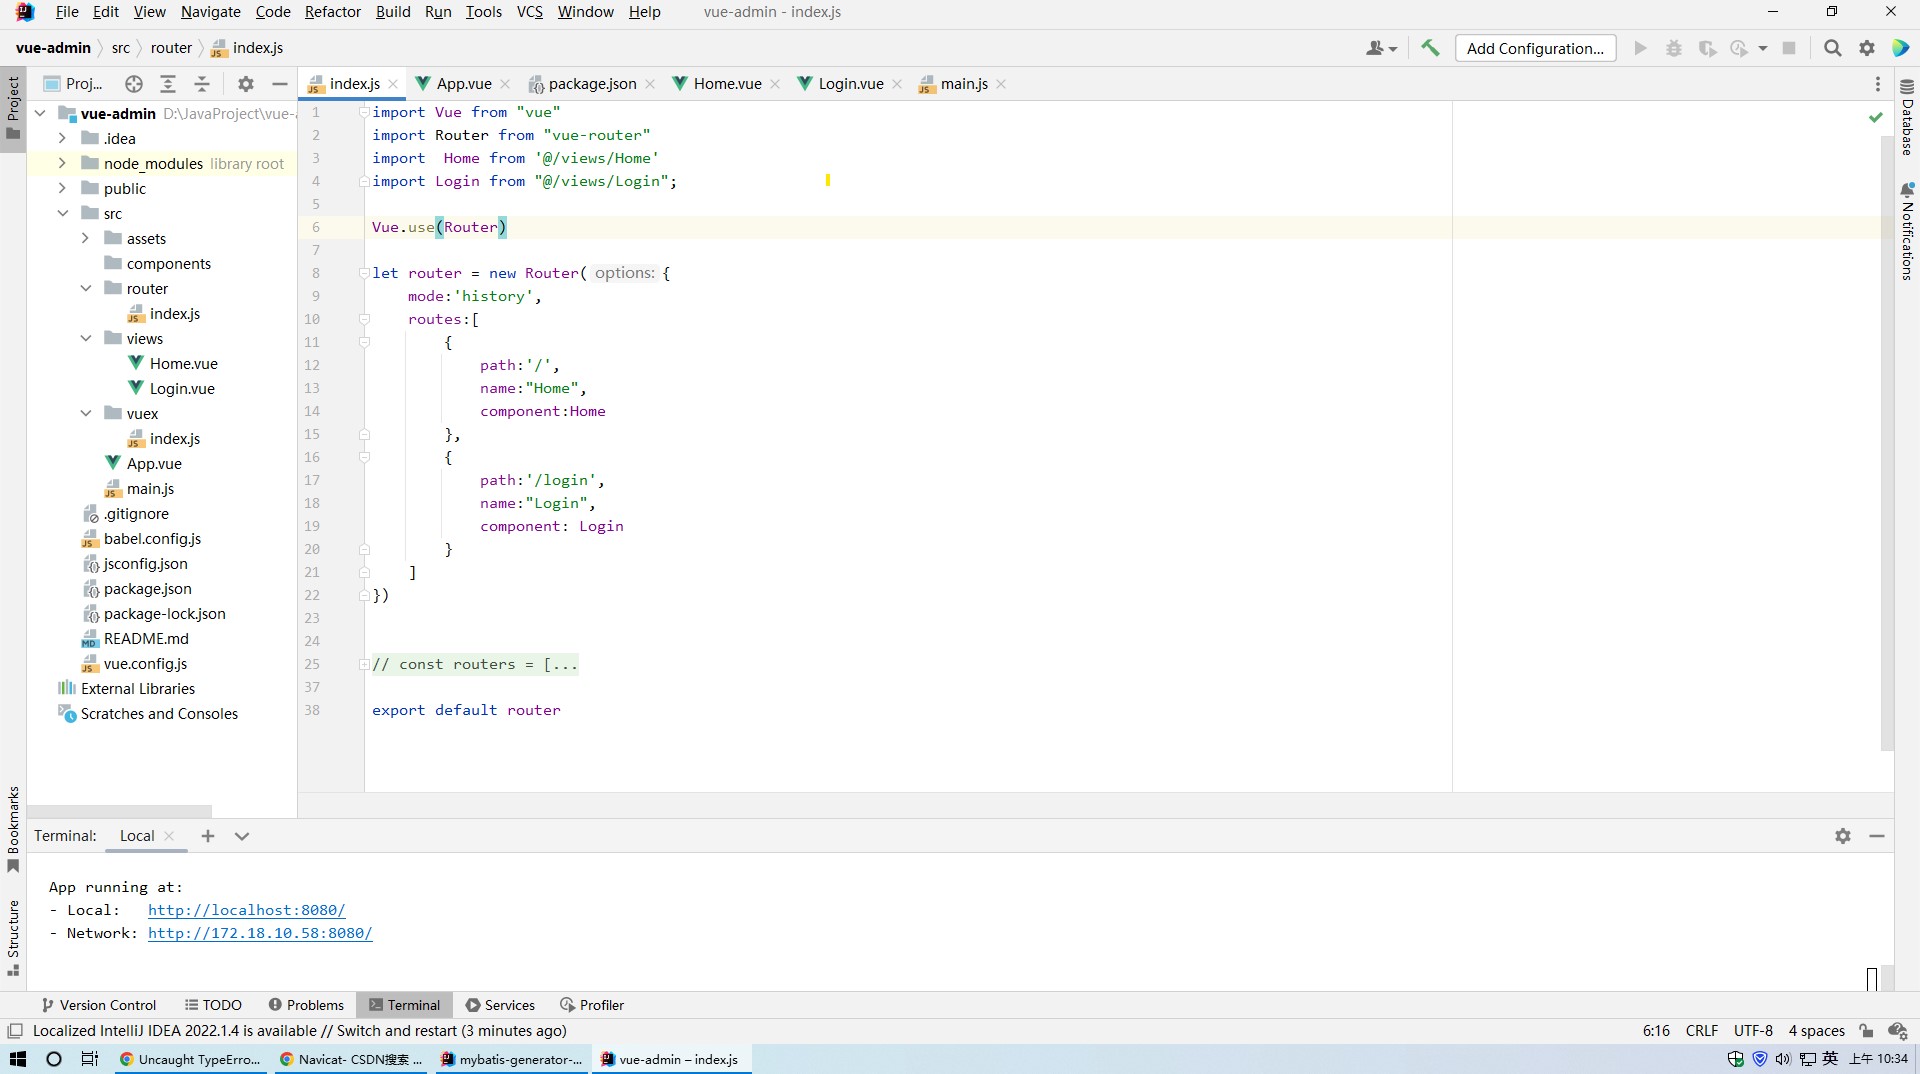 File Edit View Navigate Code Refactor Build Run Tools VCS Window Help vue-admin - index.js
vue-admin src router index.js Add Configuration...
Project
Proj...
index.js App.vue package.json Home.vue Login.vue main.js
vue-admin D:\JavaProject\vue-
.idea
node_modules library root
public
src
assets
components
router
index.js
views
Home.vue
Login.vue
vuex
index.js
App.vue
main.js
.gitignore
babel.config.js
jsconfig.json
package.json
package-lock.json
README.md
vue.config.js
External Libraries
Scratches and Consoles
1 import Vue from "vue"
2 import Router from "vue-router"
3 import  Home from '@/views/Home'
4 import Login from "@/views/Login";
5
6 Vue.use(Router)
7
8 let router = new Router( options: {
9 mode:'history',
10 routes:[
11 {
12 path:'/',
13 name:"Home",
14 component:Home
15 },
16 {
17 path:'/login',
18 name:"Login",
19 component: Login
20 }
21 ]
22 })
23
24
25 // const routers = [...
37
38 export default router
Database
Notifications
Bookmarks
Structure
Terminal: Local
App running at:
- Local:   http://localhost:8080/
- Network: http://172.18.10.58:8080/
Version Control TODO Problems Terminal Services Profiler
Localized IntelliJ IDEA 2022.1.4 is available // Switch and restart (3 minutes ago) 6:16 CRLF UTF-8 4 spaces
Uncaught TypeErro... Navicat- CSDN搜索 ... mybatis-generator-... vue-admin – index.js 英 上午 10:34